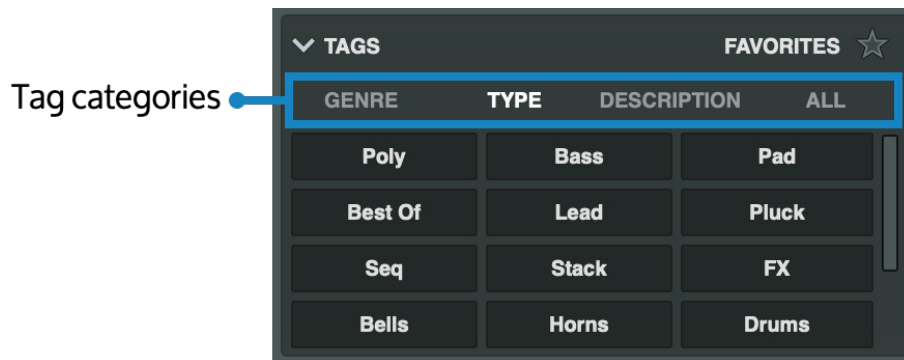 TAGS FAVORITES
Tag categories
GENRE TYPE DESCRIPTION ALL
Poly Bass Pad
Best Of Lead Pluck
Seq Stack FX
Bells Horns Drums